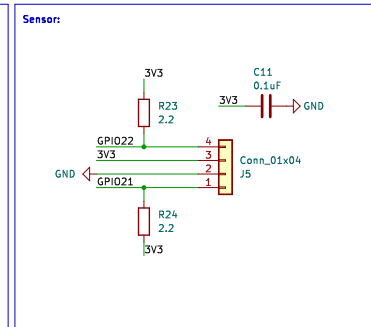 Sensor:
3V3
R23
2.2
C11
0.1uF
3V3
GND
GPIO22
4
3V3
3
Conn_01x04
GND
2
J5
GPIO21
1
R24
2.2
3V3